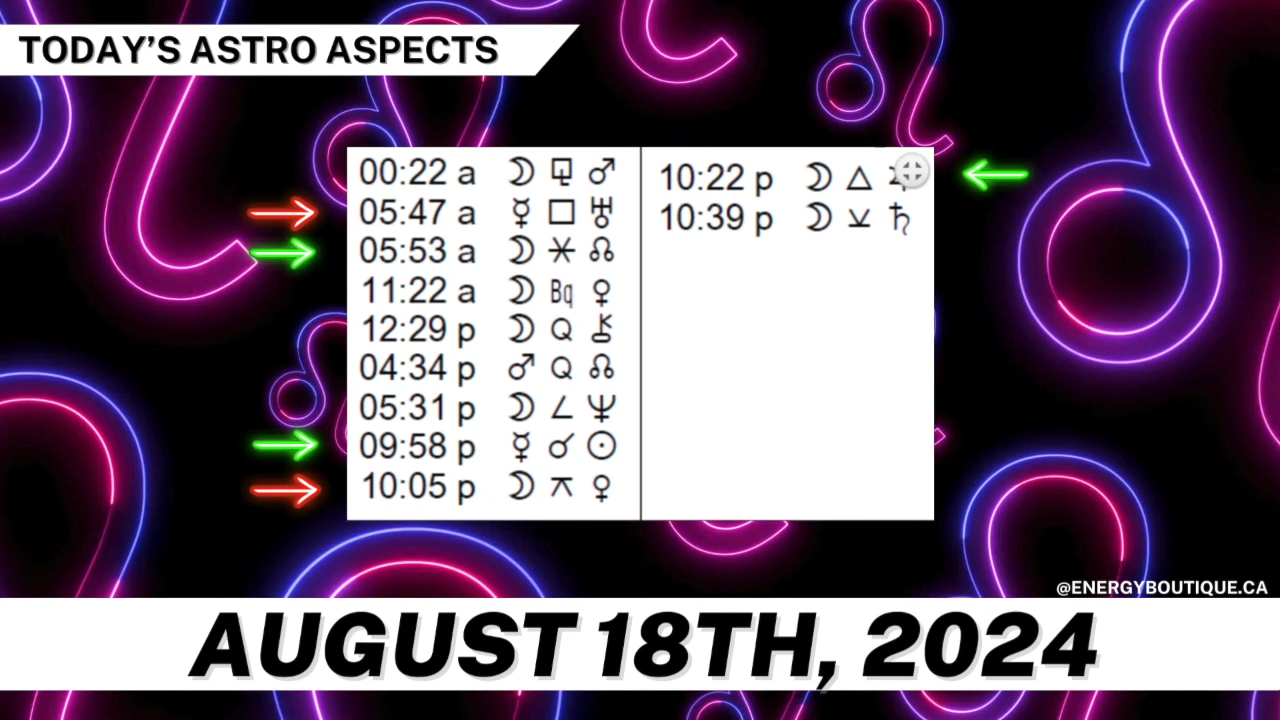 TODAY'S ASTRO ASPECTS
00:22 a ☽ ⚼ ♂
05:47 a ☿ □ ♅
05:53 a ☽ ⚹ ☊
11:22 a ☽ Bq ♀
12:29 p ☽ Q ⚷
04:34 p ♂ Q ☊
05:31 p ☽ ∠ ♆
09:58 p ☿ ☌ ☉
10:05 p ☽ ⚻ ♀
10:22 p ☽ △
10:39 p ☽ ⚺ ♄
@ENERGYBOUTIQUE.CA
AUGUST 18TH, 2024